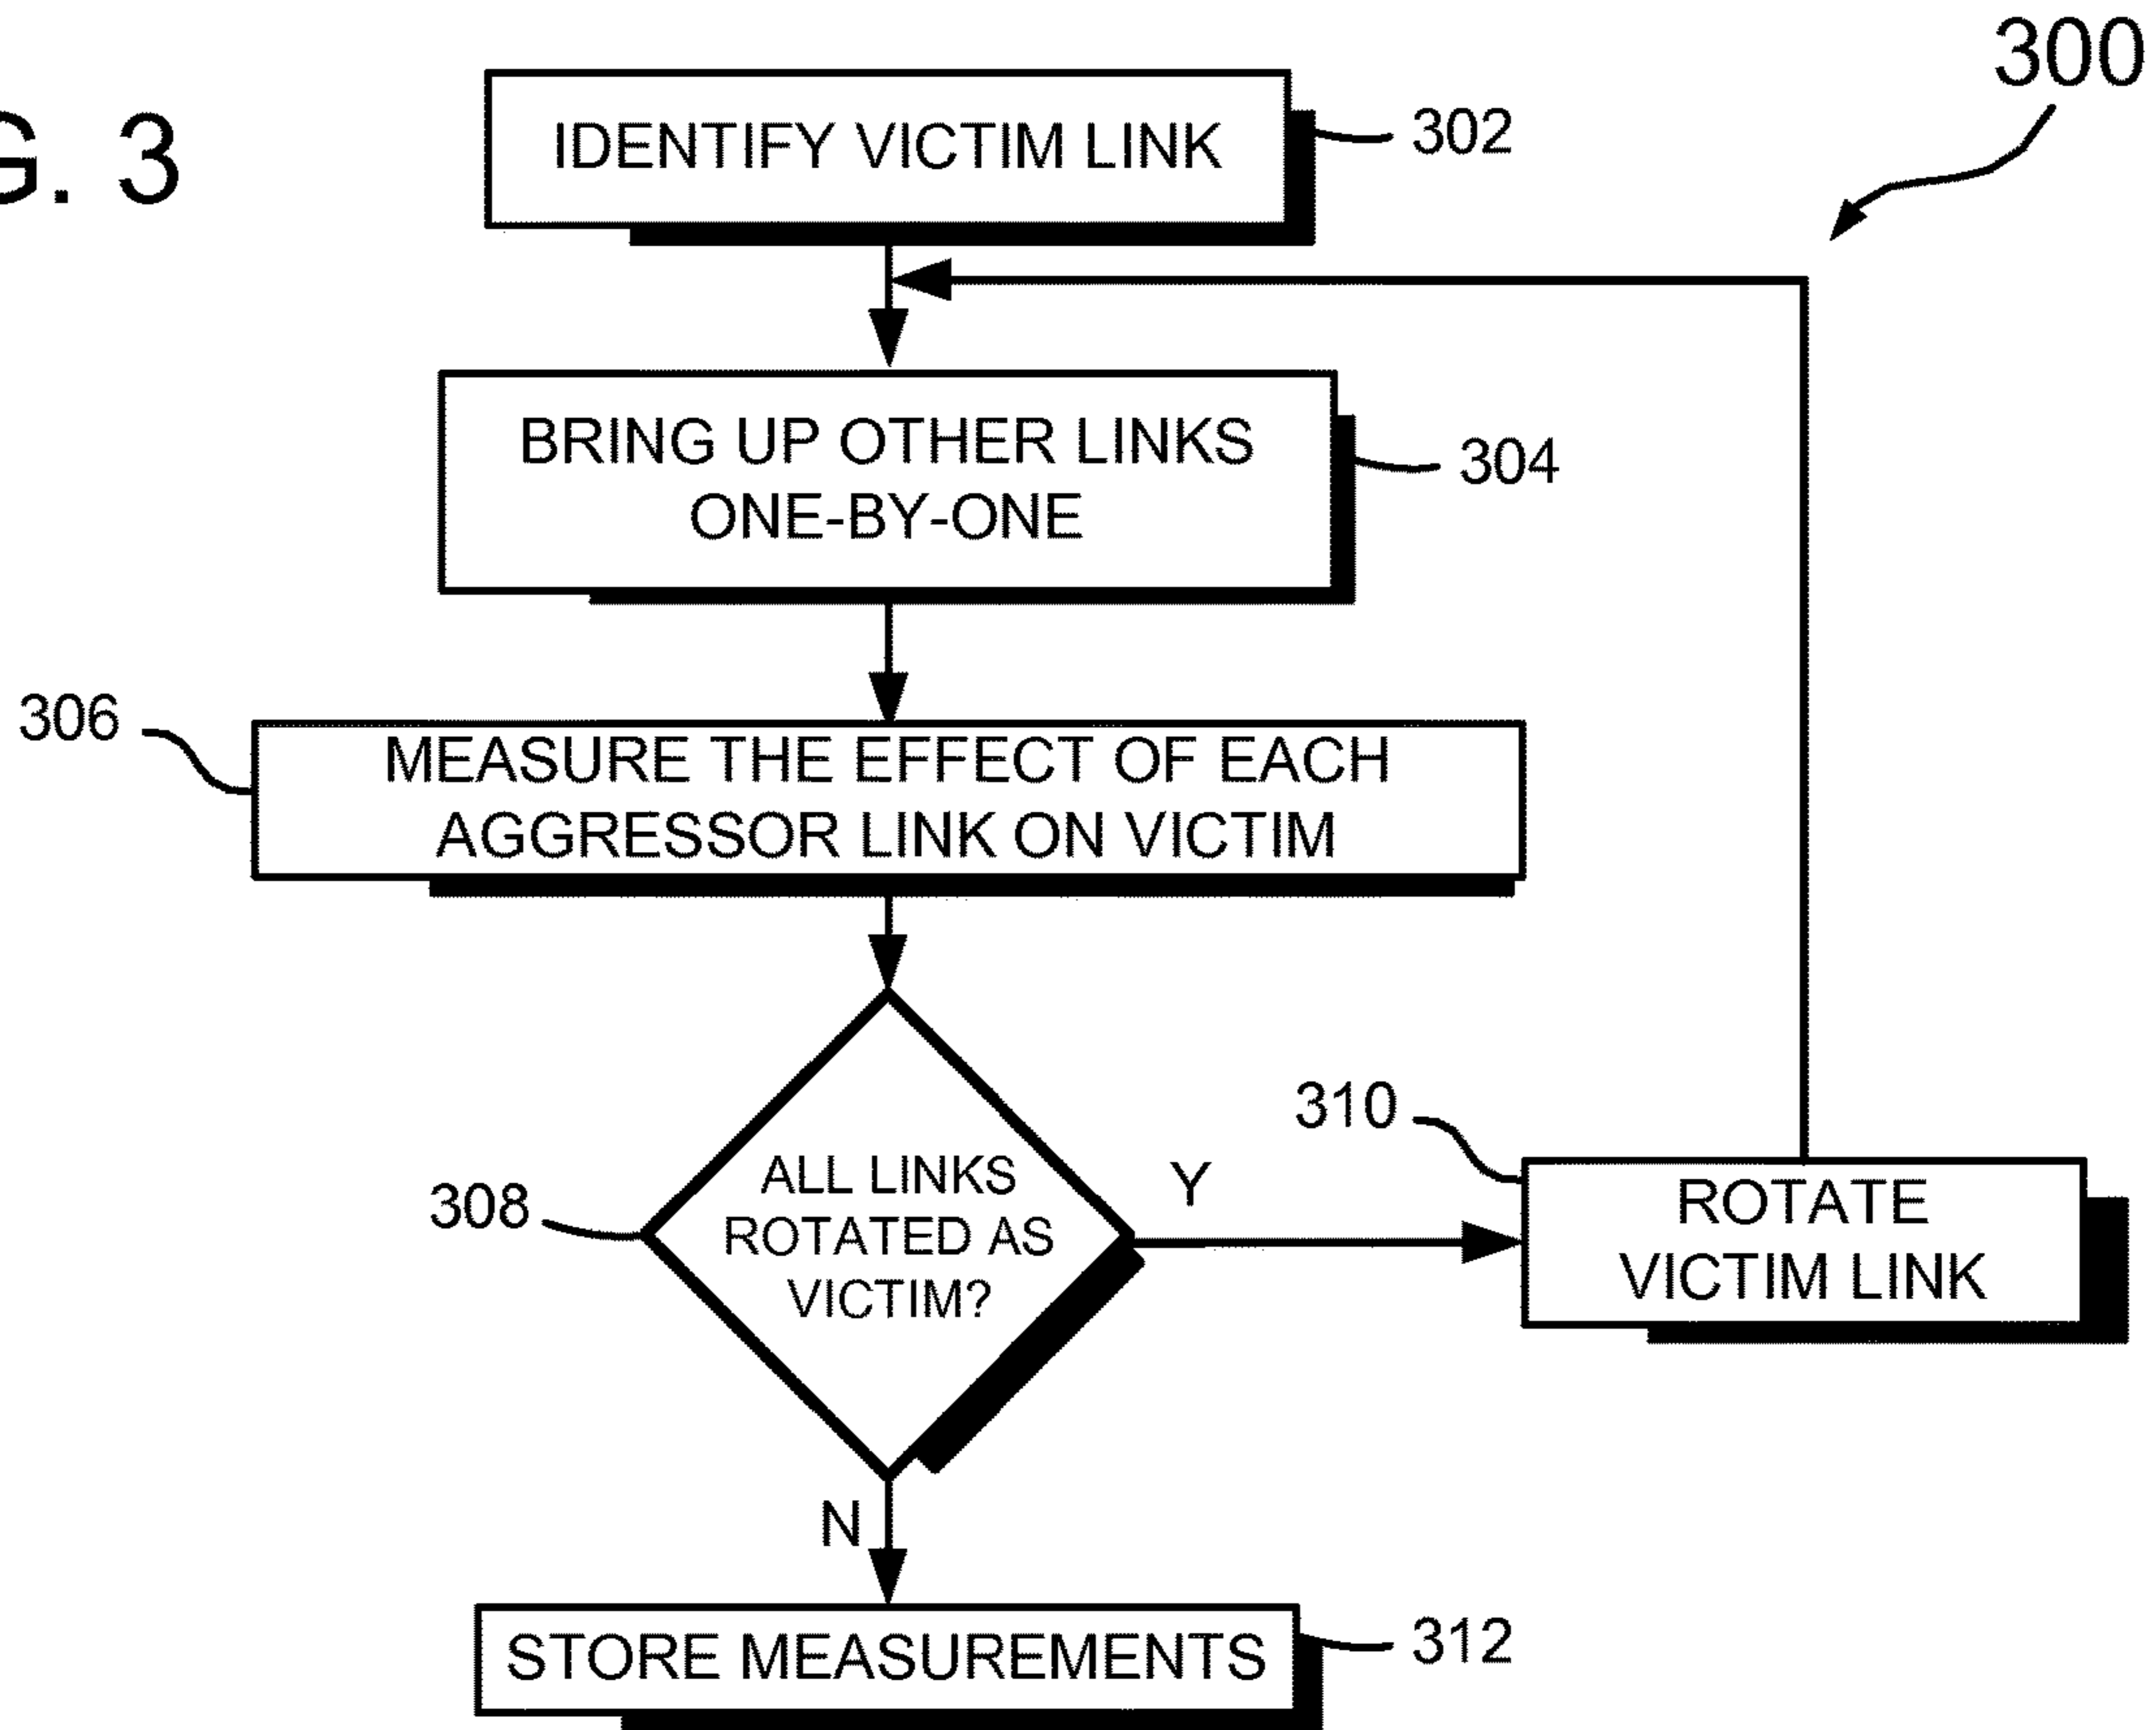 300
G. 3
IDENTIFY VICTIM LINK
302
BRING UP OTHER LINKS
ONE-BY-ONE
304
306
MEASURE THE EFFECT OF EACH
AGGRESSOR LINK ON VICTIM
308
ALL LINKS
ROTATED AS
VICTIM?
Y
310
ROTATE
VICTIM LINK
N
STORE MEASUREMENTS
312